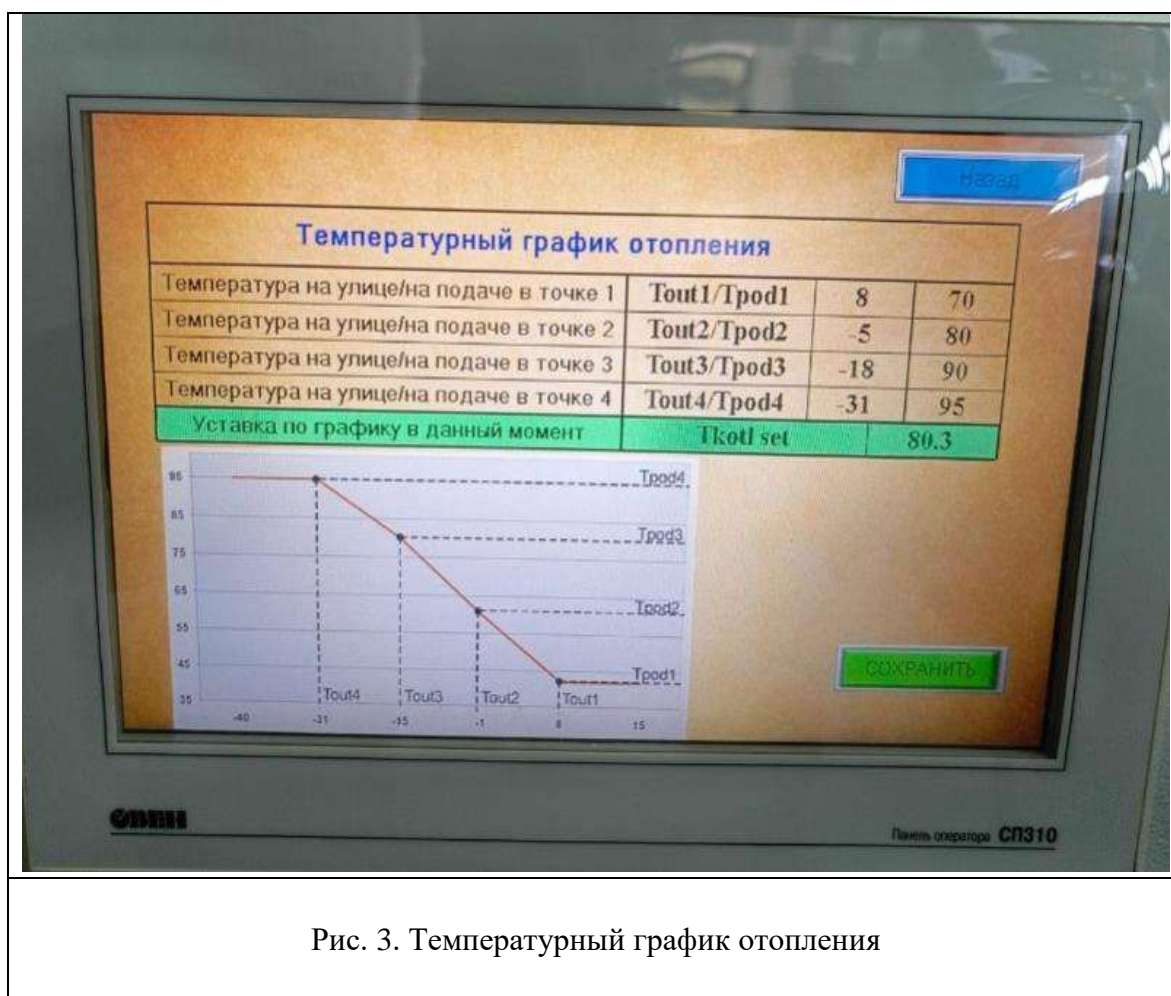 Назад
Температурный график отопления
Температура на улице/на подаче в точке 1 Tout1/Tpod1 8 70
Температура на улице/на подаче в точке 2 Tout2/Tpod2 -5 80
Температура на улице/на подаче в точке 3 Tout3/Tpod3 -18 90
Температура на улице/на подаче в точке 4 Tout4/Tpod4 -31 95
Уставка по графику в данный момент Tkotl set 80.3
95 Tpod4
85
Tpod3
75
65
Tpod2
55
45
Tpod1
35
Tout4 Tout3 Tout2 Tout1
-40 -31 -15 -1 8 15
СОХРАНИТЬ
ОВЕН
Панель оператора СП310
Рис. 3. Температурный график отопления